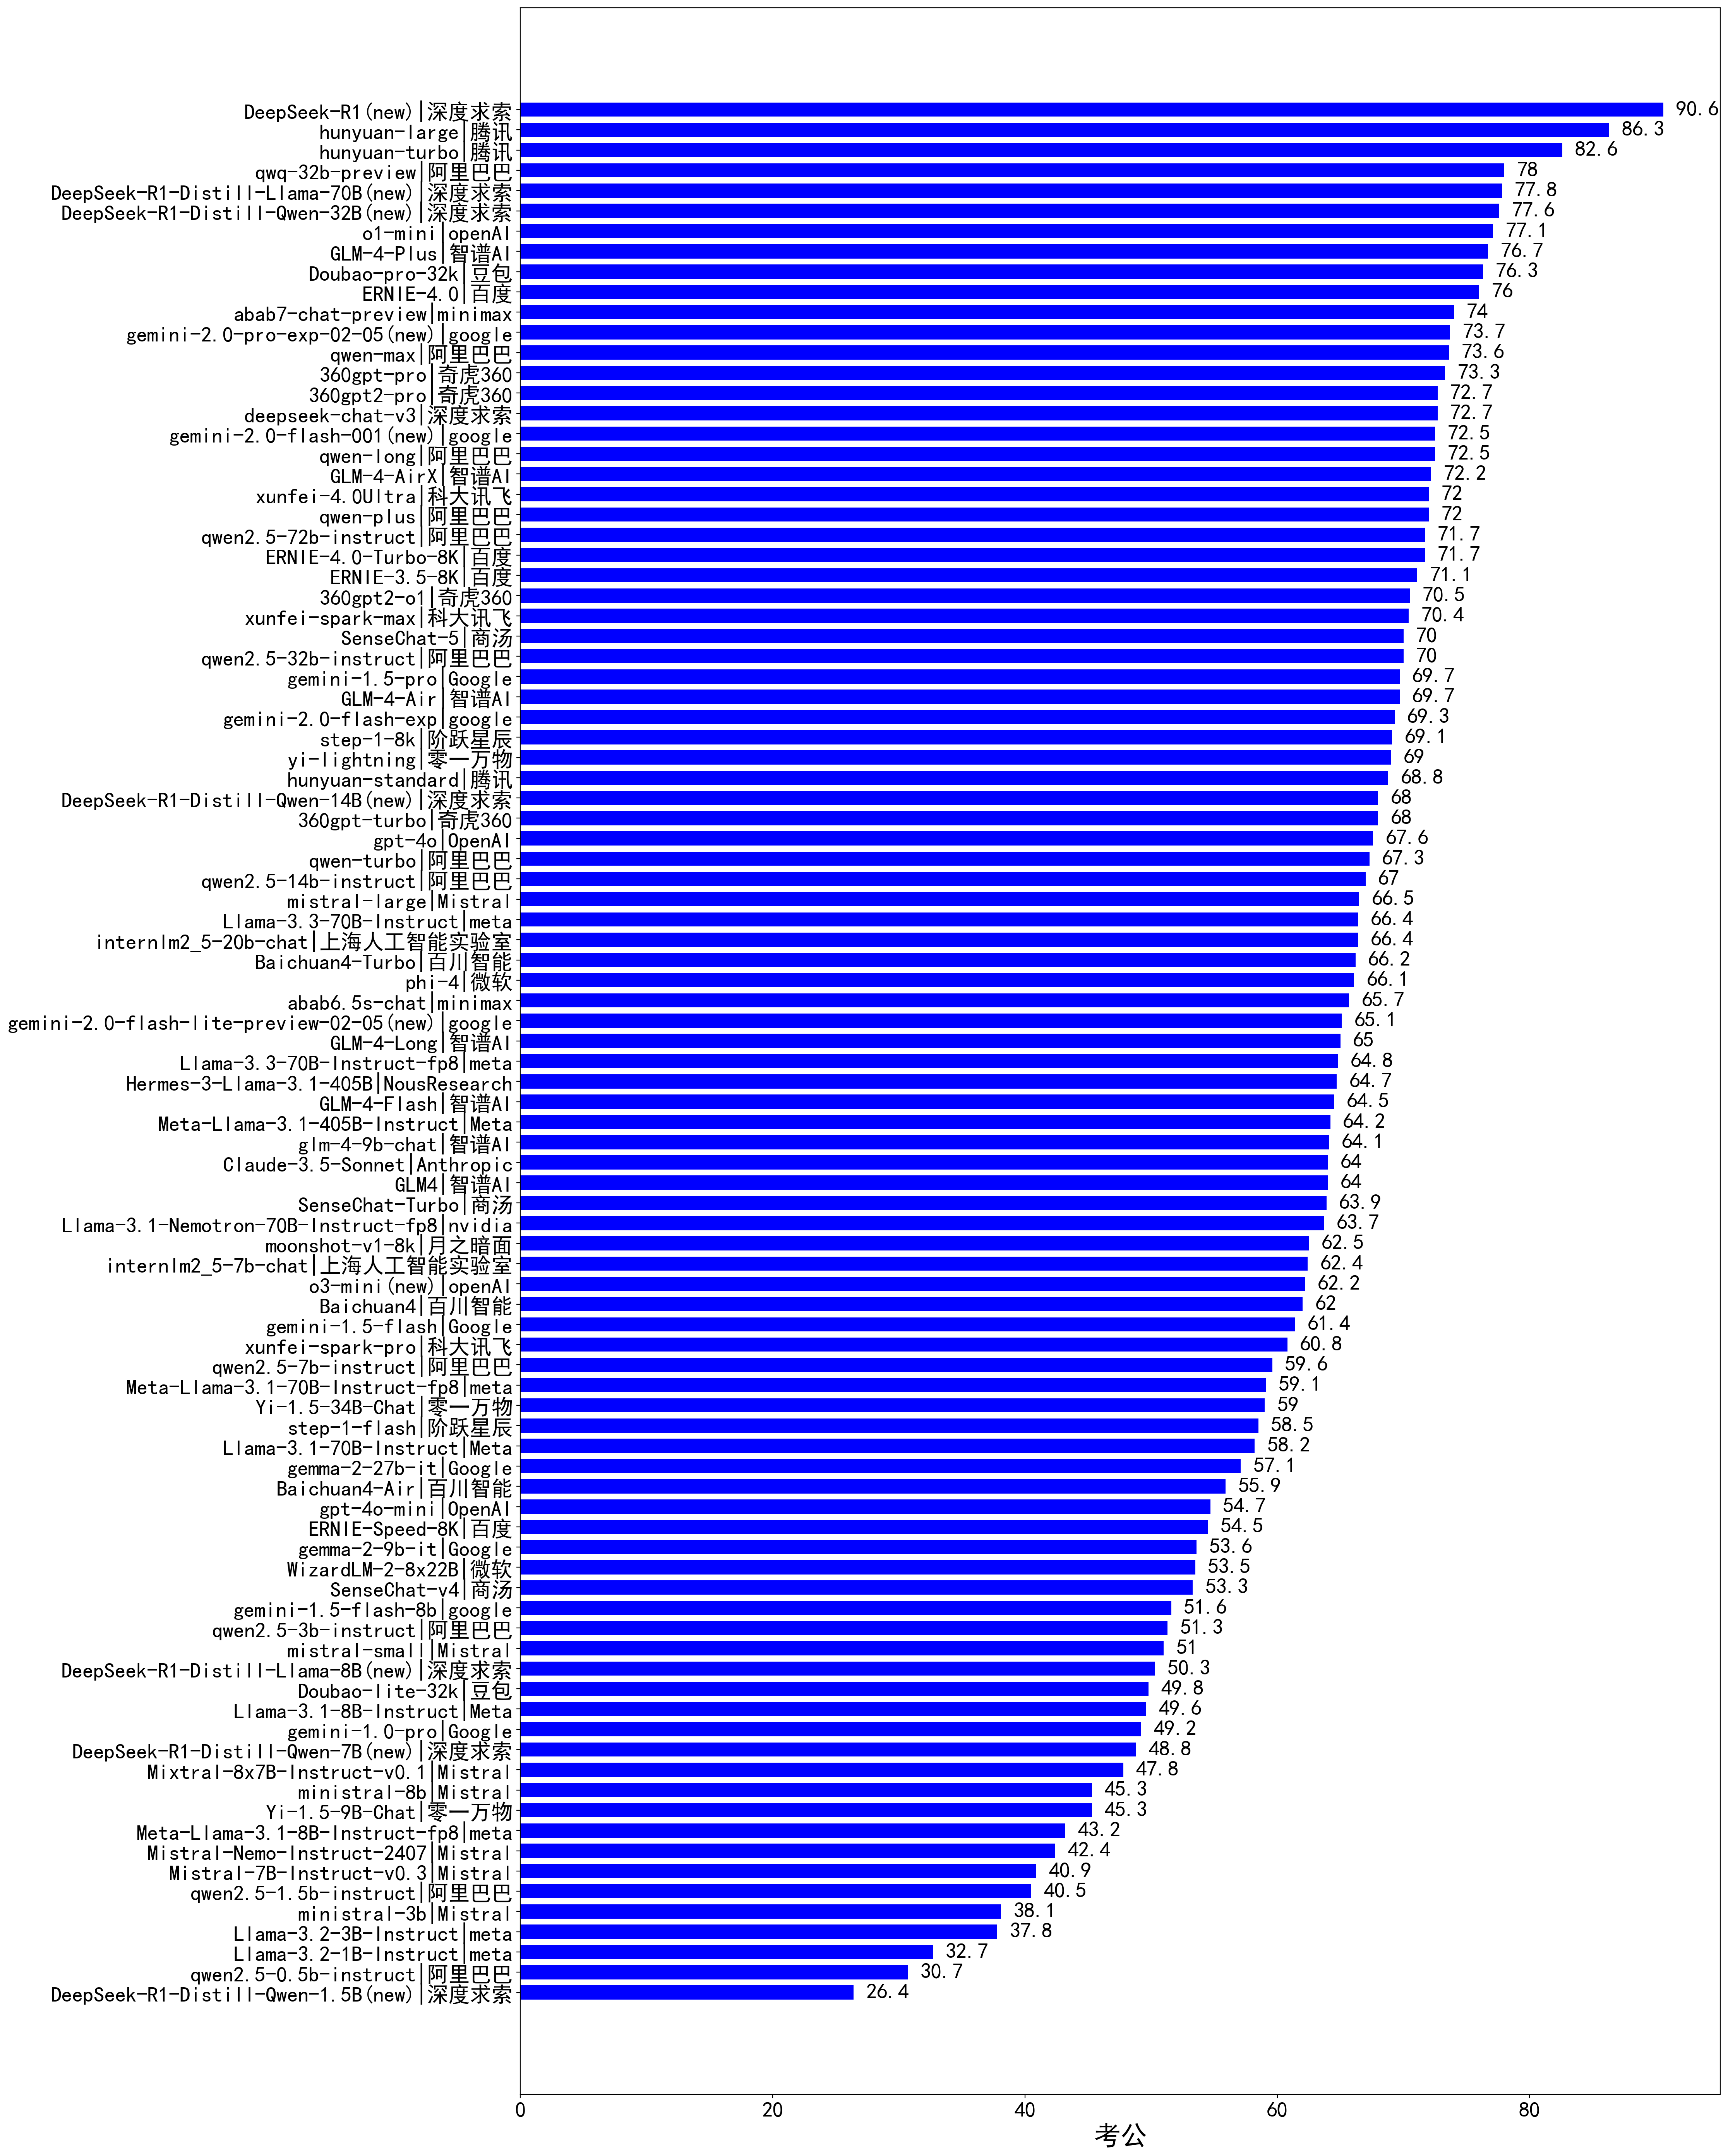 DeepSeek-R1(new)|深度求索 90.6
hunyuan-large|腾讯 86.3
hunyuan-turbo|腾讯 82.6
qwq-32b-preview|阿里巴巴 78
DeepSeek-R1-Distill-Llama-70B(new)|深度求索 77.8
DeepSeek-R1-Distill-Qwen-32B(new)|深度求索 77.6
o1-mini|openAI 77.1
GLM-4-Plus|智谱AI 76.7
Doubao-pro-32k|豆包 76.3
ERNIE-4.0|百度 76
abab7-chat-preview|minimax 74
gemini-2.0-pro-exp-02-05(new)|google 73.7
qwen-max|阿里巴巴 73.6
360gpt-pro|奇虎360 73.3
360gpt2-pro|奇虎360 72.7
deepseek-chat-v3|深度求索 72.7
gemini-2.0-flash-001(new)|google 72.5
qwen-long|阿里巴巴 72.5
GLM-4-AirX|智谱AI 72.2
xunfei-4.0Ultra|科大讯飞 72
qwen-plus|阿里巴巴 72
qwen2.5-72b-instruct|阿里巴巴 71.7
ERNIE-4.0-Turbo-8K|百度 71.7
ERNIE-3.5-8K|百度 71.1
360gpt2-o1|奇虎360 70.5
xunfei-spark-max|科大讯飞 70.4
SenseChat-5|商汤 70
qwen2.5-32b-instruct|阿里巴巴 70
gemini-1.5-pro|Google 69.7
GLM-4-Air|智谱AI 69.7
gemini-2.0-flash-exp|google 69.3
step-1-8k|阶跃星辰 69.1
yi-lightning|零一万物 69
hunyuan-standard|腾讯 68.8
DeepSeek-R1-Distill-Qwen-14B(new)|深度求索 68
360gpt-turbo|奇虎360 68
gpt-4o|OpenAI 67.6
qwen-turbo|阿里巴巴 67.3
qwen2.5-14b-instruct|阿里巴巴 67
mistral-large|Mistral 66.5
Llama-3.3-70B-Instruct|meta 66.4
internlm2_5-20b-chat|上海人工智能实验室 66.4
Baichuan4-Turbo|百川智能 66.2
phi-4|微软 66.1
abab6.5s-chat|minimax 65.7
gemini-2.0-flash-lite-preview-02-05(new)|google 65.1
GLM-4-Long|智谱AI 65
Llama-3.3-70B-Instruct-fp8|meta 64.8
Hermes-3-Llama-3.1-405B|NousResearch 64.7
GLM-4-Flash|智谱AI 64.5
Meta-Llama-3.1-405B-Instruct|Meta 64.2
glm-4-9b-chat|智谱AI 64.1
Claude-3.5-Sonnet|Anthropic 64
GLM4|智谱AI 64
SenseChat-Turbo|商汤 63.9
Llama-3.1-Nemotron-70B-Instruct-fp8|nvidia 63.7
moonshot-v1-8k|月之暗面 62.5
internlm2_5-7b-chat|上海人工智能实验室 62.4
o3-mini(new)|openAI 62.2
Baichuan4|百川智能 62
gemini-1.5-flash|Google 61.4
xunfei-spark-pro|科大讯飞 60.8
qwen2.5-7b-instruct|阿里巴巴 59.6
Meta-Llama-3.1-70B-Instruct-fp8|meta 59.1
Yi-1.5-34B-Chat|零一万物 59
step-1-flash|阶跃星辰 58.5
Llama-3.1-70B-Instruct|Meta 58.2
gemma-2-27b-it|Google 57.1
Baichuan4-Air|百川智能 55.9
gpt-4o-mini|OpenAI 54.7
ERNIE-Speed-8K|百度 54.5
gemma-2-9b-it|Google 53.6
WizardLM-2-8x22B|微软 53.5
SenseChat-v4|商汤 53.3
gemini-1.5-flash-8b|google 51.6
qwen2.5-3b-instruct|阿里巴巴 51.3
mistral-small|Mistral 51
DeepSeek-R1-Distill-Llama-8B(new)|深度求索 50.3
Doubao-lite-32k|豆包 49.8
Llama-3.1-8B-Instruct|Meta 49.6
gemini-1.0-pro|Google 49.2
DeepSeek-R1-Distill-Qwen-7B(new)|深度求索 48.8
Mixtral-8x7B-Instruct-v0.1|Mistral 47.8
ministral-8b|Mistral 45.3
Yi-1.5-9B-Chat|零一万物 45.3
Meta-Llama-3.1-8B-Instruct-fp8|meta 43.2
Mistral-Nemo-Instruct-2407|Mistral 42.4
Mistral-7B-Instruct-v0.3|Mistral 40.9
qwen2.5-1.5b-instruct|阿里巴巴 40.5
ministral-3b|Mistral 38.1
Llama-3.2-3B-Instruct|meta 37.8
Llama-3.2-1B-Instruct|meta 32.7
qwen2.5-0.5b-instruct|阿里巴巴 30.7
DeepSeek-R1-Distill-Qwen-1.5B(new)|深度求索 26.4
0 20 40 60 80
考公